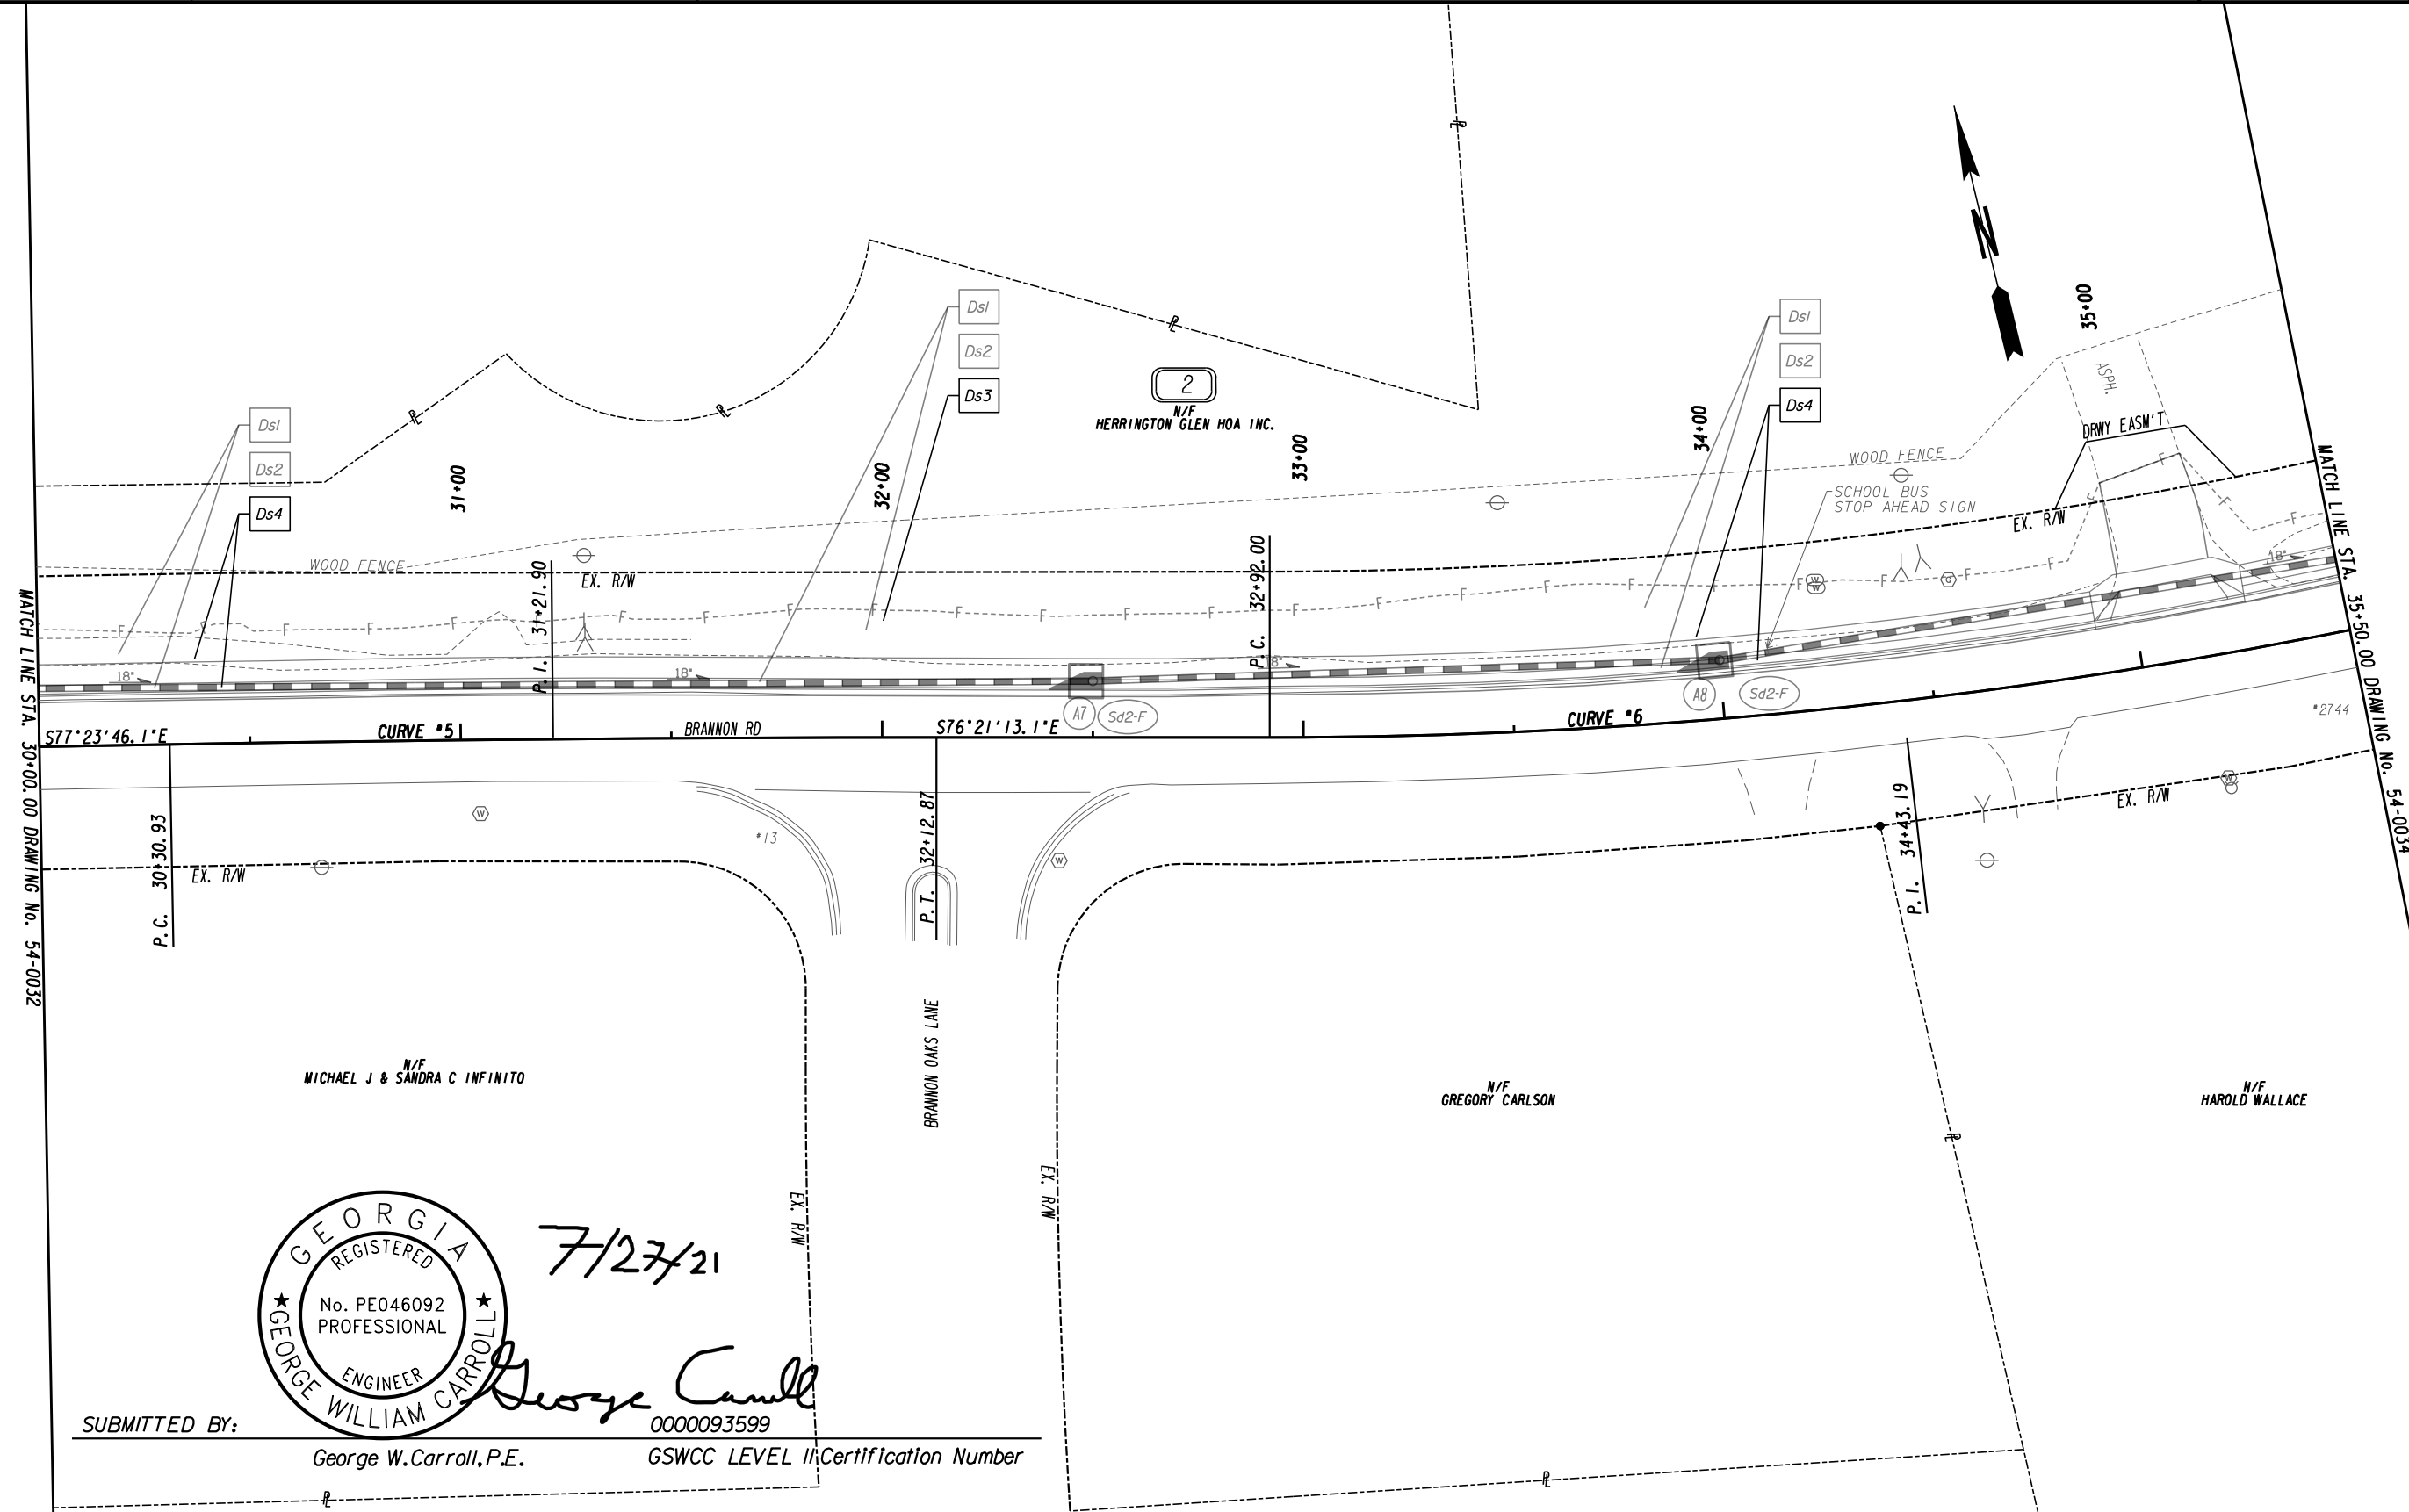 Ds1
Ds2
Ds4
Ds1
Ds2
Ds3
Ds1
Ds2
Ds4
2
N/F
HERRINGTON GLEN HOA INC.
N
31+00
32+00
33+00
34+00
35+00
ASPH.
DRWY EASM'T
WOOD FENCE
WOOD FENCE
SCHOOL BUS
STOP AHEAD SIGN
EX. R/W
EX. R/W
P.I. 31+21.90
P.C. 32+92.00
F F F F F F F F F F F F F F F F F F F F F F F F F F F F
W
W
G
18"
18"
18"
18"
A7
Sd2-F
A8
Sd2-F
S77°23'46.1"E
CURVE #5
BRANNON RD
S76°21'13.1"E
CURVE #6
MATCH LINE STA. 30+00.00 DRAWING No. 54-0032
MATCH LINE STA. 35+50.00 DRAWING No. 54-0034
#2744
P.C. 30+30.93
EX. R/W
W
#13
P.T. 32+12.87
W
P.I. 34+43.19
EX. R/W
W
BRANNON OAKS LANE
EX. R/W
EX. R/W
N/F
MICHAEL J & SANDRA C INFINITO
N/F
GREGORY CARLSON
N/F
HAROLD WALLACE
GEORGIA
REGISTERED
No. PE046092
PROFESSIONAL
ENGINEER
GEORGE WILLIAM CARROLL
7/27/21
George Carroll
SUBMITTED BY:
0000093599
George W. Carroll, P.E.
GSWCC LEVEL II Certification Number